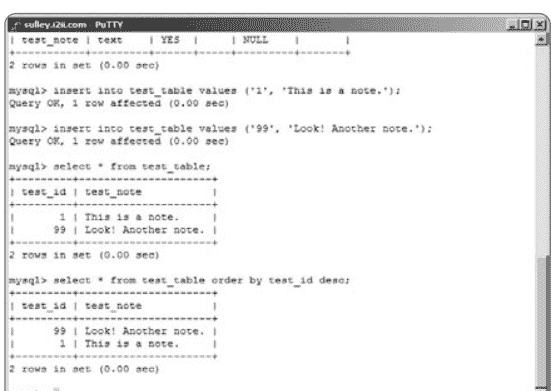 sulley.i2ii.com - PuTTY
| test_note | text | YES | | NULL | |
+-----------+---------+------+-----+---------+-------+
2 rows in set (0.00 sec)
mysql> insert into test_table values ('1', 'This is a note.');
Query OK, 1 row affected (0.00 sec)
mysql> insert into test_table values ('99', 'Look! Another note.');
Query OK, 1 row affected (0.00 sec)
mysql> select * from test_table;
+---------+---------------------+
| test_id | test_note |
+---------+---------------------+
| 1 | This is a note. |
| 99 | Look! Another note. |
+---------+---------------------+
2 rows in set (0.00 sec)
mysql> select * from test_table order by test_id desc;
+---------+---------------------+
| test_id | test_note |
+---------+---------------------+
| 99 | Look! Another note. |
| 1 | This is a note. |
+---------+---------------------+
2 rows in set (0.00 sec)